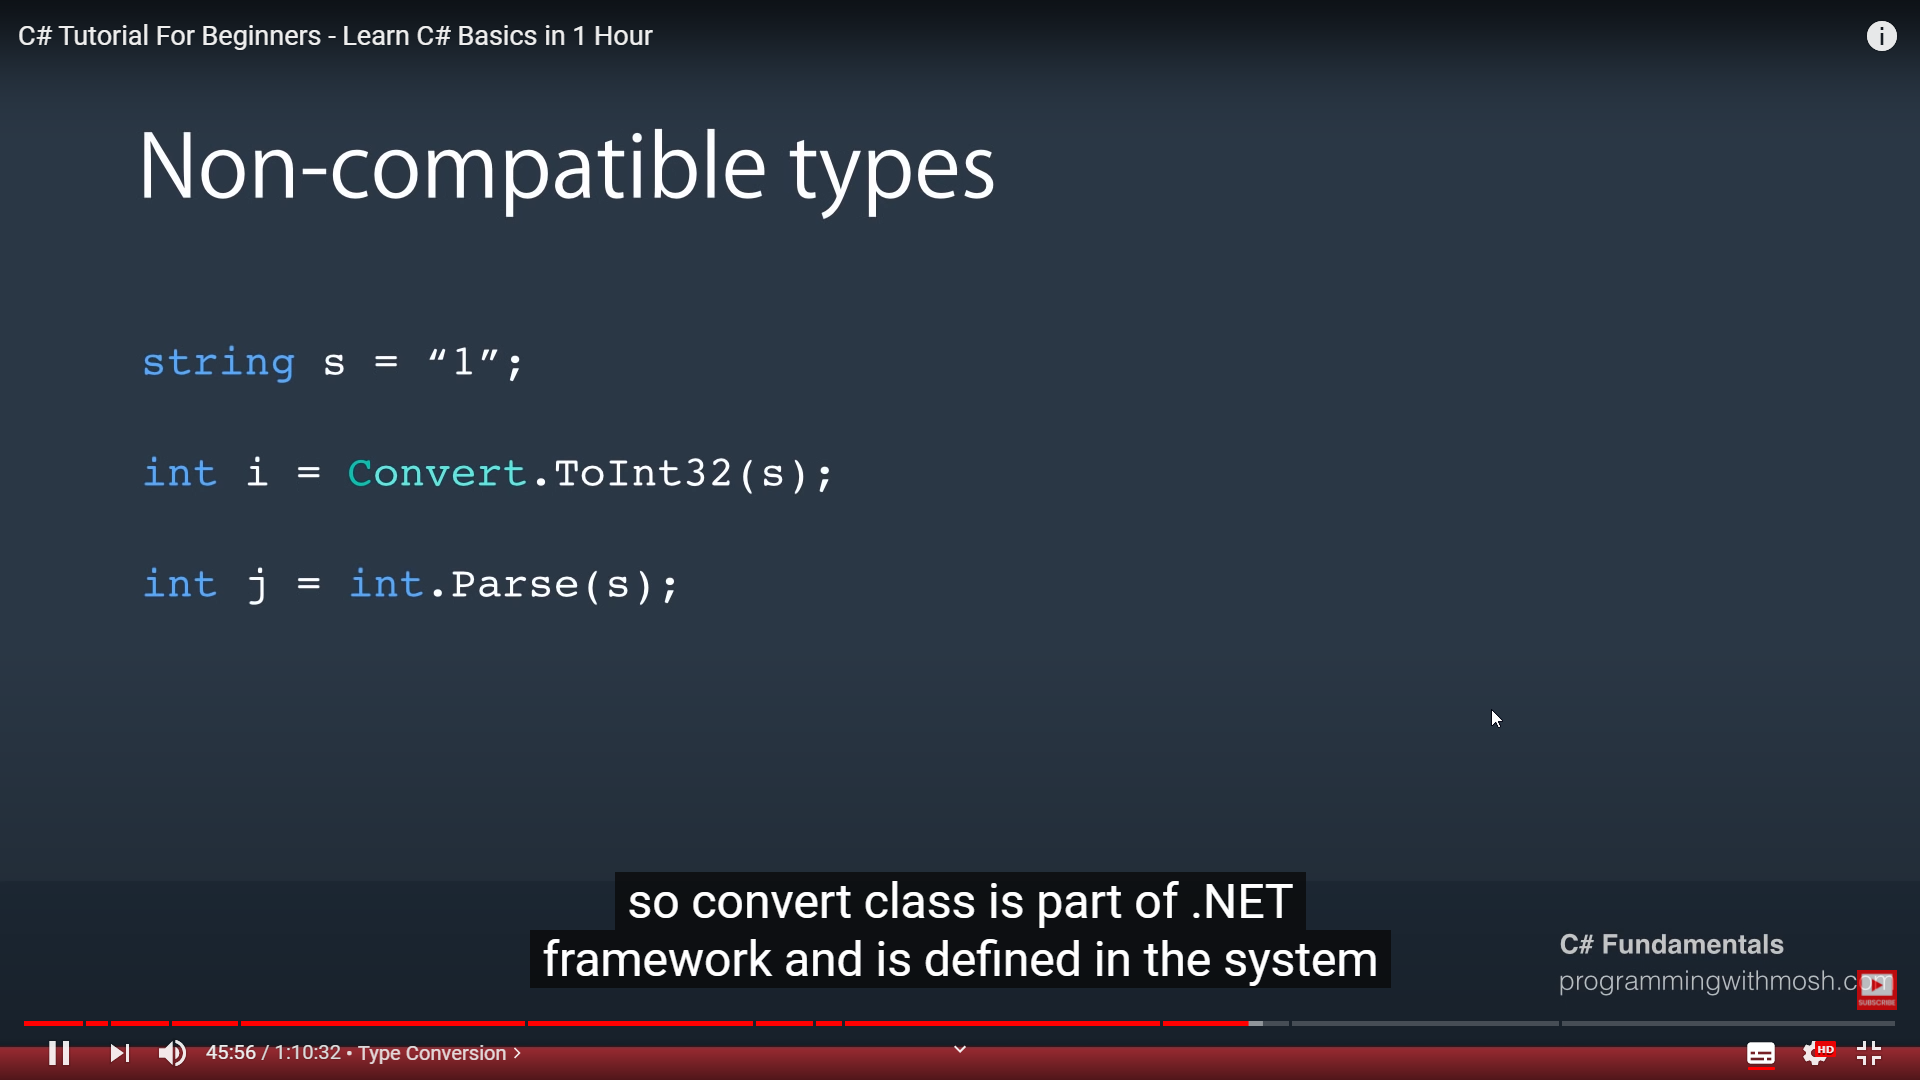 C# Tutorial For Beginners - Learn C# Basics in 1 Hour
Non-compatible types
string s = “1”;
int i = Convert.ToInt32(s);
int j = int.Parse(s);
so convert class is part of .NET
framework and is defined in the system
C# Fundamentals
programmingwithmosh.com
SUBSCRIBE
45:56 / 1:10:32 • Type Conversion >
HD